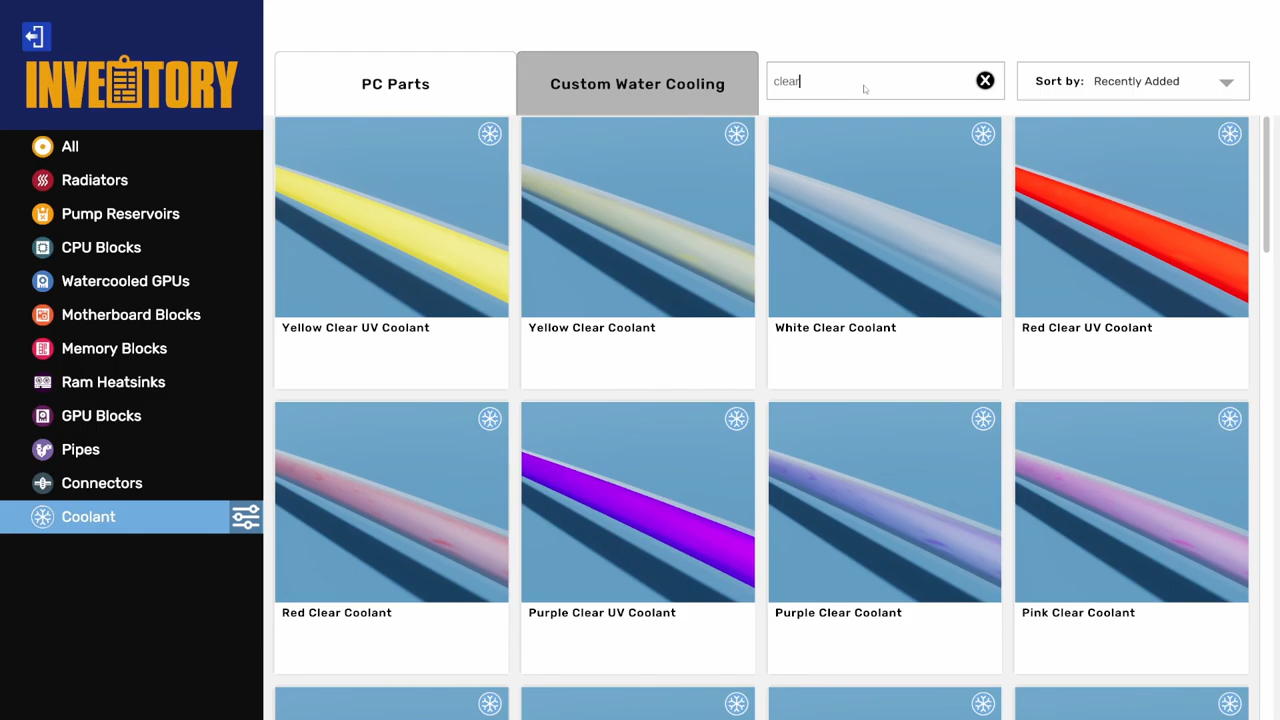 INVENTORY
PC Parts
Custom Water Cooling
clear
Sort by: Recently Added
All
Radiators
Pump Reservoirs
CPU Blocks
Watercooled GPUs
Motherboard Blocks
Memory Blocks
Ram Heatsinks
GPU Blocks
Pipes
Connectors
Coolant
Yellow Clear UV Coolant
Yellow Clear Coolant
White Clear Coolant
Red Clear UV Coolant
Red Clear Coolant
Purple Clear UV Coolant
Purple Clear Coolant
Pink Clear Coolant